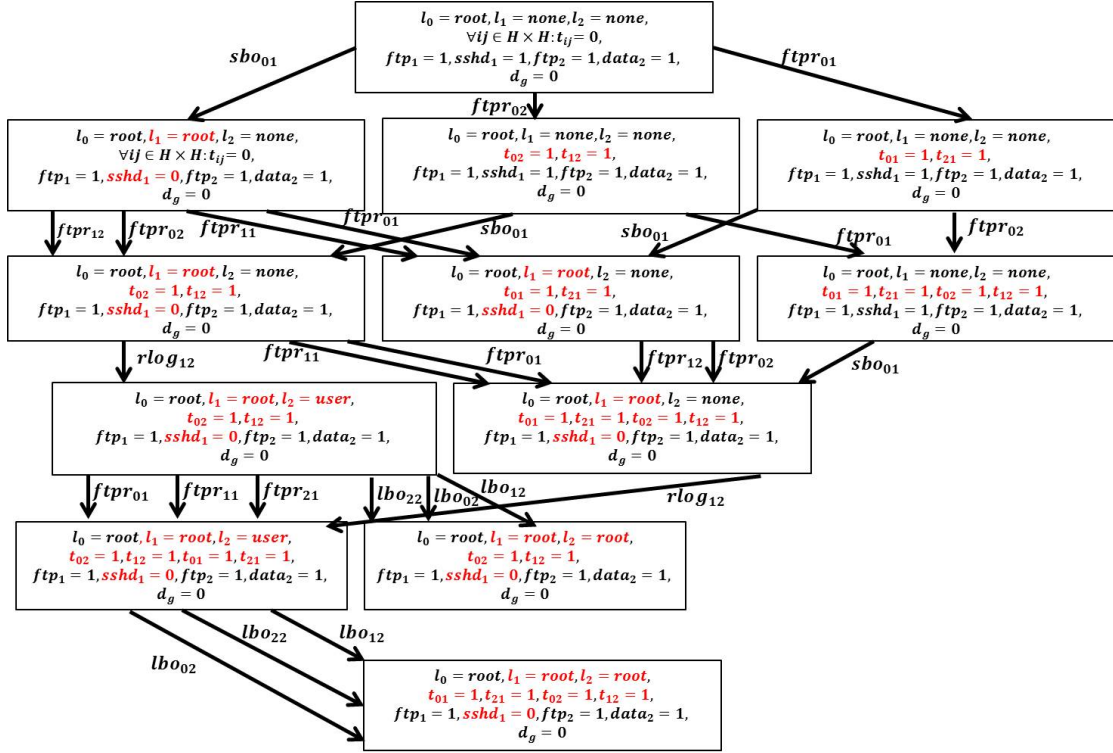 l₀ = root, l₁ = none, l₂ = none,
∀ij ∈ H × H: tᵢⱼ = 0,
ftp₁ = 1, sshd₁ = 1, ftp₂ = 1, data₂ = 1,
d_g = 0
sbo₀₁
ftpr₀₂
ftpr₀₁
l₀ = root, l₁ = root, l₂ = none,
∀ij ∈ H × H: tᵢⱼ = 0,
ftp₁ = 1, sshd₁ = 0, ftp₂ = 1, data₂ = 1,
d_g = 0
l₀ = root, l₁ = none, l₂ = none,
t₀₂ = 1, t₁₂ = 1,
ftp₁ = 1, sshd₁ = 1, ftp₂ = 1, data₂ = 1,
d_g = 0
l₀ = root, l₁ = none, l₂ = none,
t₀₁ = 1, t₂₁ = 1,
ftp₁ = 1, sshd₁ = 1, ftp₂ = 1, data₂ = 1,
d_g = 0
ftpr₁₂
ftpr₀₂
ftpr₁₁
ftpr₀₁
sbo₀₁
sbo₀₁
ftpr₀₁
ftpr₀₂
l₀ = root, l₁ = root, l₂ = none,
t₀₂ = 1, t₁₂ = 1,
ftp₁ = 1, sshd₁ = 0, ftp₂ = 1, data₂ = 1,
d_g = 0
l₀ = root, l₁ = root, l₂ = none,
t₀₁ = 1, t₂₁ = 1,
ftp₁ = 1, sshd₁ = 0, ftp₂ = 1, data₂ = 1,
d_g = 0
l₀ = root, l₁ = none, l₂ = none,
t₀₁ = 1, t₂₁ = 1, t₀₂ = 1, t₁₂ = 1,
ftp₁ = 1, sshd₁ = 1, ftp₂ = 1, data₂ = 1,
d_g = 0
rlog₁₂
ftpr₁₁
ftpr₀₁
ftpr₁₂
ftpr₀₂
sbo₀₁
l₀ = root, l₁ = root, l₂ = user,
t₀₂ = 1, t₁₂ = 1,
ftp₁ = 1, sshd₁ = 0, ftp₂ = 1, data₂ = 1,
d_g = 0
l₀ = root, l₁ = root, l₂ = none,
t₀₁ = 1, t₂₁ = 1, t₀₂ = 1, t₁₂ = 1,
ftp₁ = 1, sshd₁ = 0, ftp₂ = 1, data₂ = 1,
d_g = 0
ftpr₀₁
ftpr₁₁
ftpr₂₁
lbo₂₂
lbo₀₂
lbo₁₂
rlog₁₂
l₀ = root, l₁ = root, l₂ = user,
t₀₂ = 1, t₁₂ = 1, t₀₁ = 1, t₂₁ = 1,
ftp₁ = 1, sshd₁ = 0, ftp₂ = 1, data₂ = 1,
d_g = 0
l₀ = root, l₁ = root, l₂ = root,
t₀₂ = 1, t₁₂ = 1,
ftp₁ = 1, sshd₁ = 0, ftp₂ = 1, data₂ = 1,
d_g = 0
lbo₀₂
lbo₂₂
lbo₁₂
l₀ = root, l₁ = root, l₂ = root,
t₀₁ = 1, t₂₁ = 1, t₀₂ = 1, t₁₂ = 1,
ftp₁ = 1, sshd₁ = 0, ftp₂ = 1, data₂ = 1,
d_g = 0